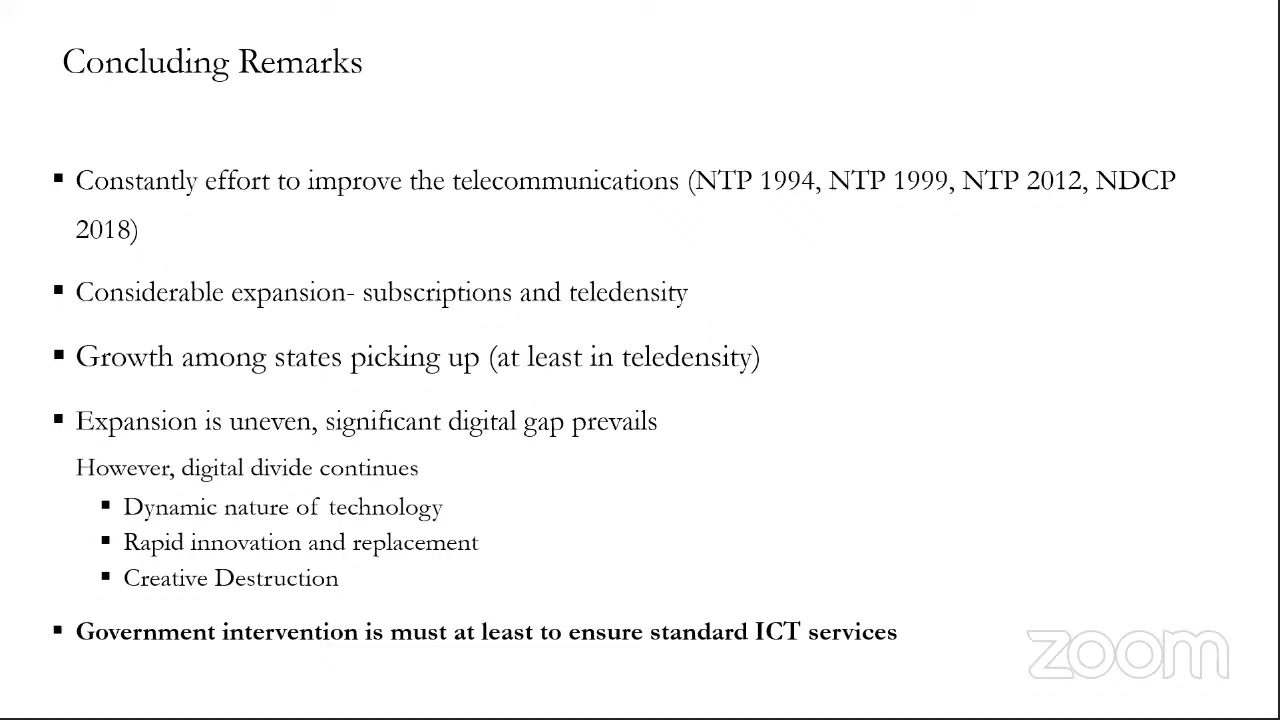 Concluding Remarks
▪ Constantly effort to improve the telecommunications (NTP 1994, NTP 1999, NTP 2012, NDCP
2018)
▪ Considerable expansion- subscriptions and teledensity
▪ Growth among states picking up (at least in teledensity)
▪ Expansion is uneven, significant digital gap prevails
However, digital divide continues
▪ Dynamic nature of technology
▪ Rapid innovation and replacement
▪ Creative Destruction
▪ Government intervention is must at least to ensure standard ICT services
zoom